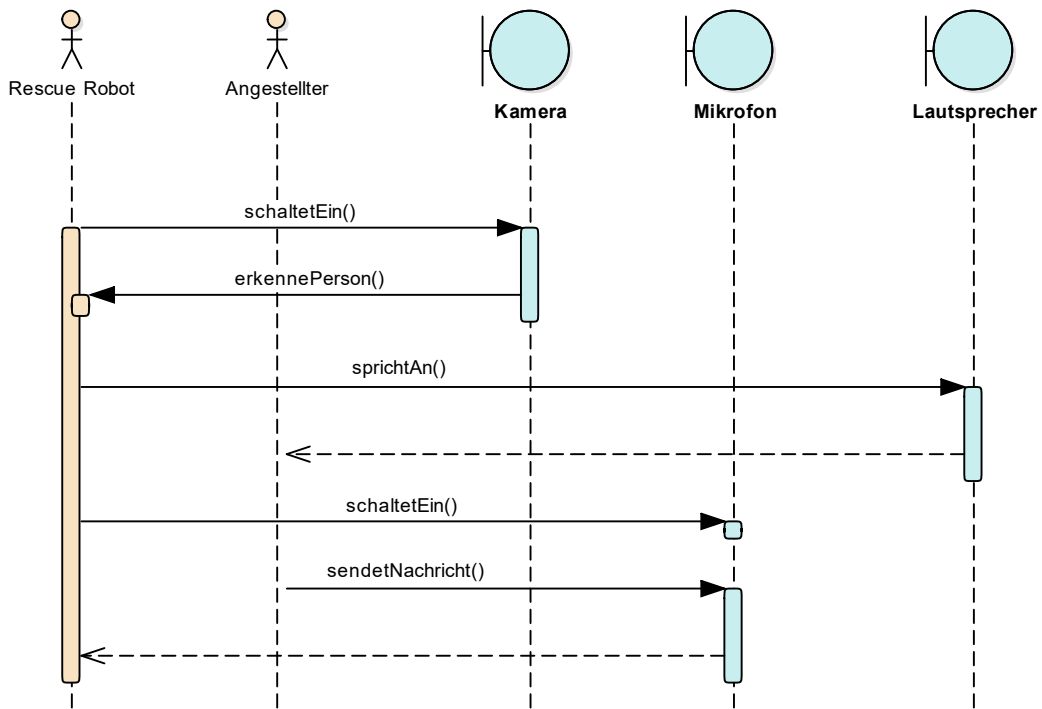 Rescue Robot
Angestellter
Kamera
Mikrofon
Lautsprecher
schaltetEin()
erkennePerson()
sprichtAn()
schaltetEin()
sendetNachricht()